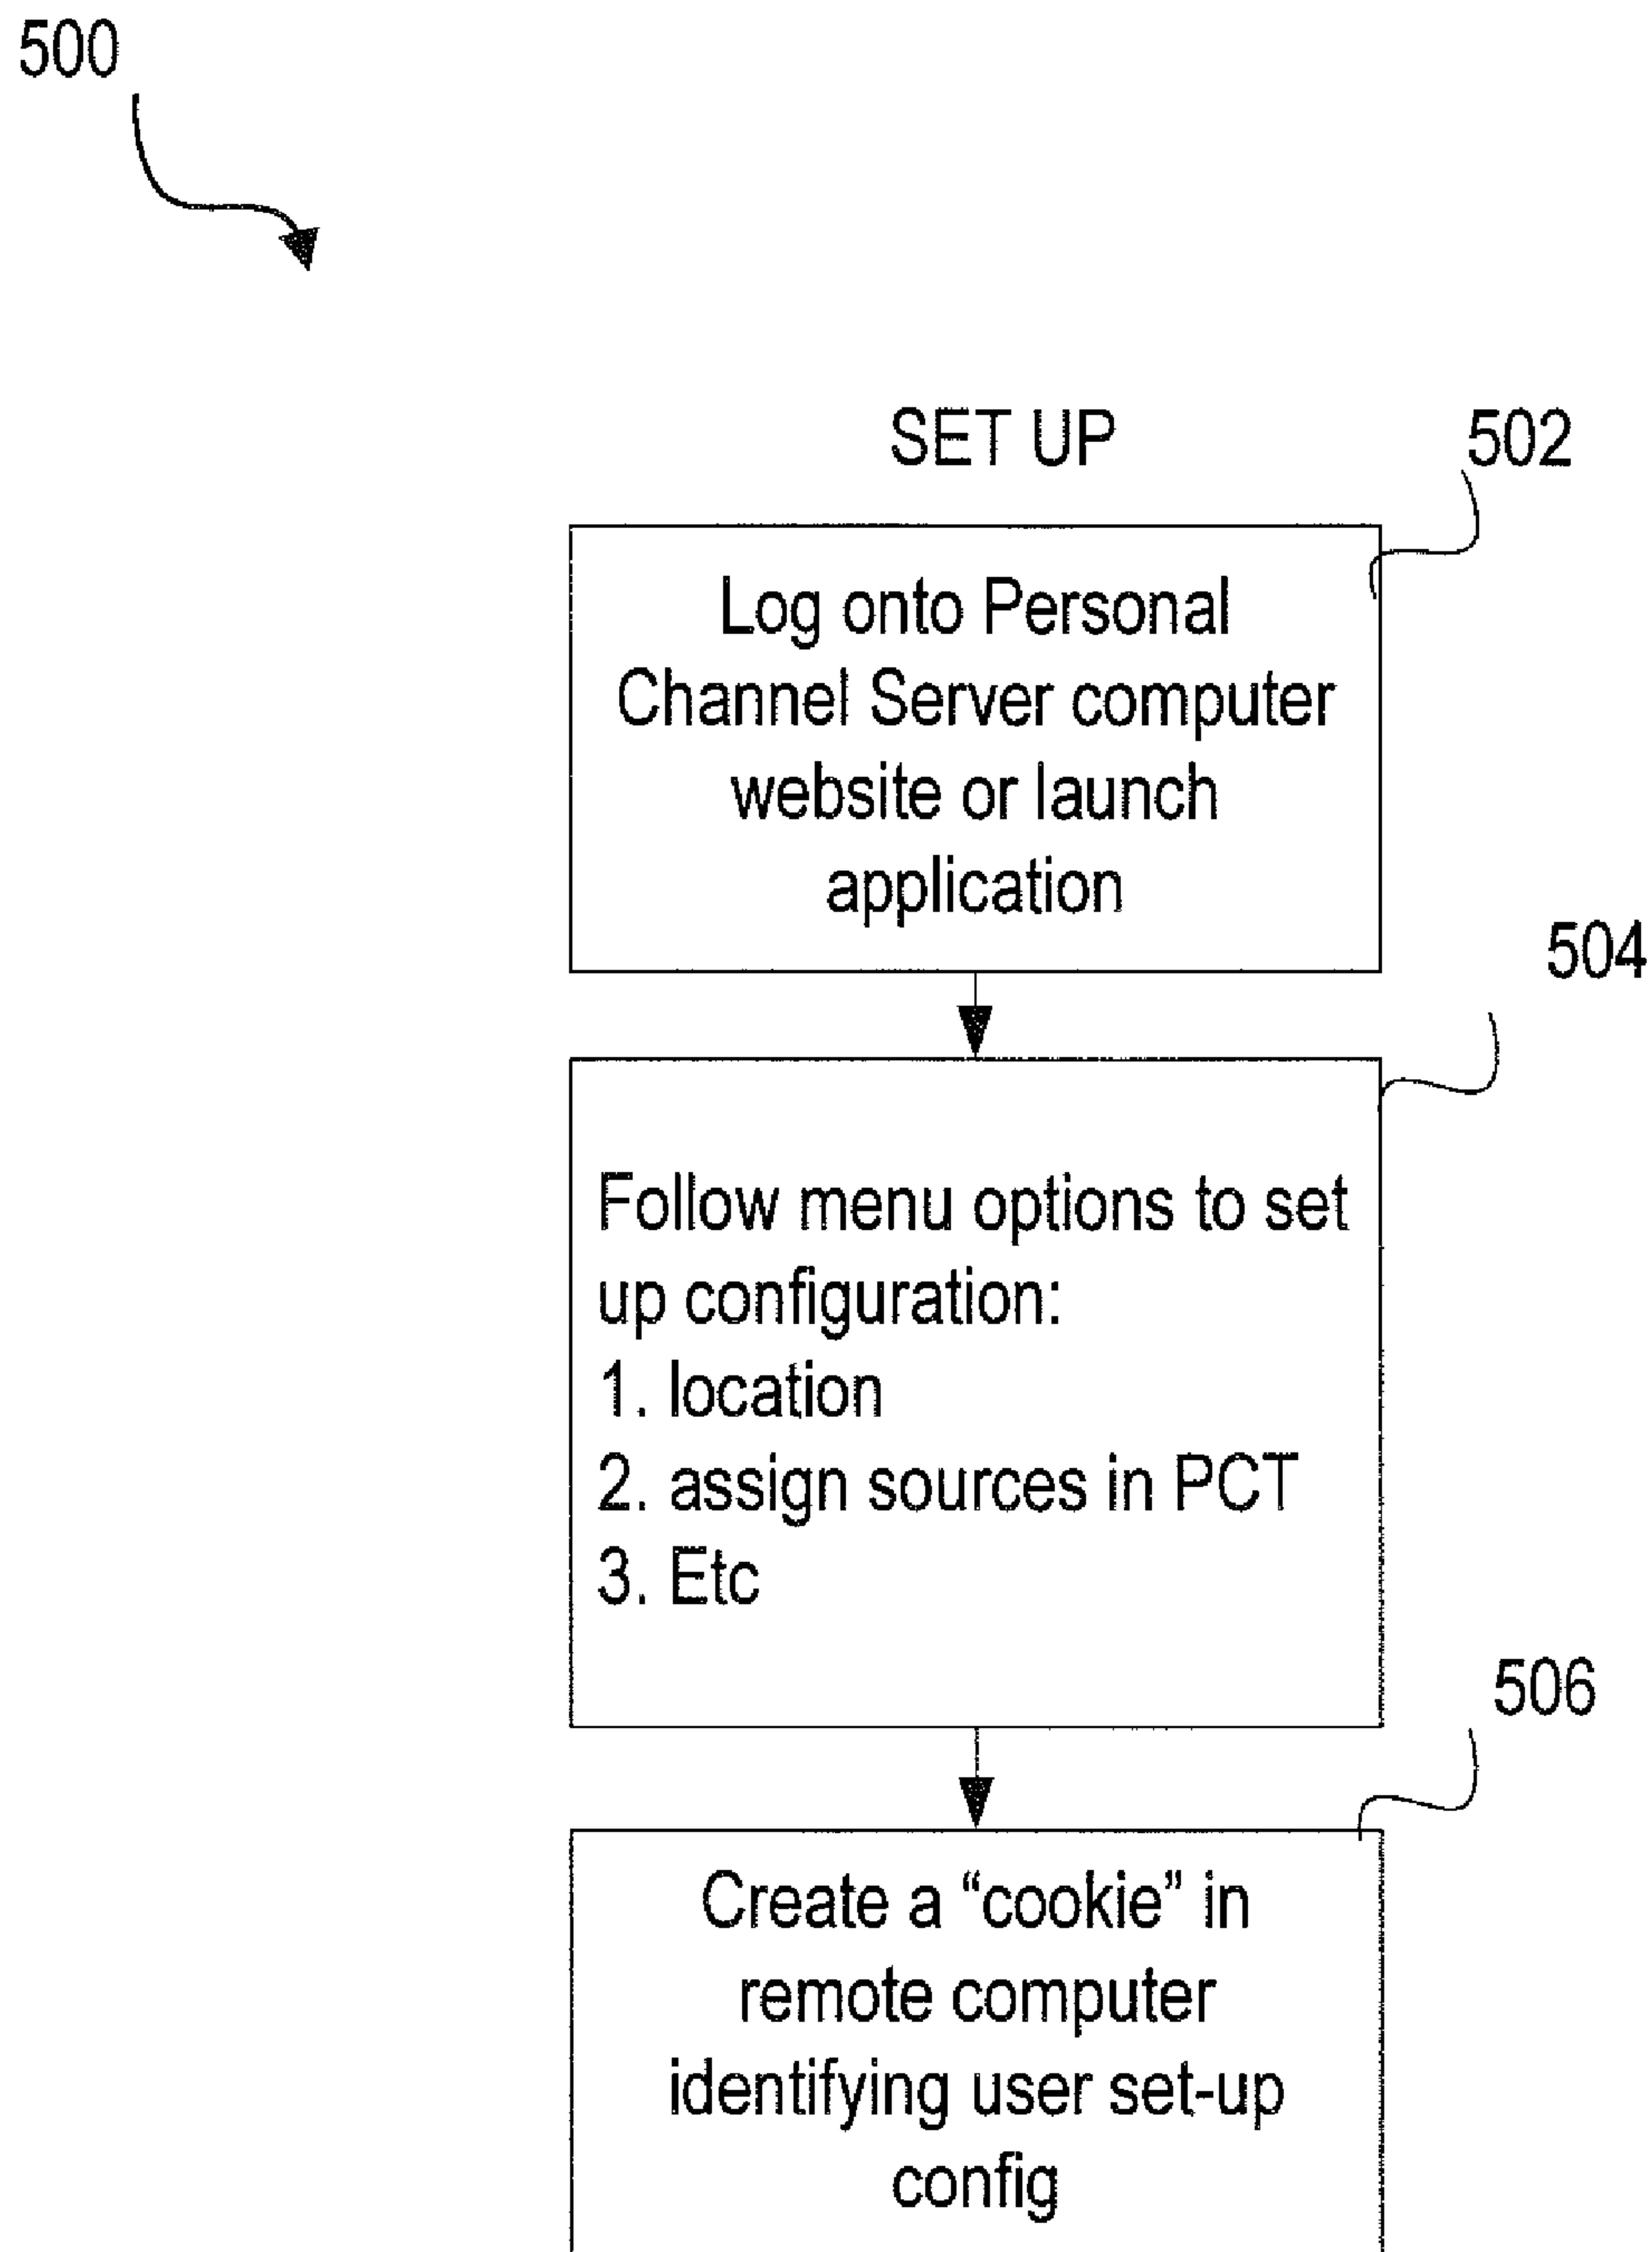 500
SET UP
502
Log onto Personal
Channel Server computer
website or launch
application
504
Follow menu options to set
up configuration:
1. location
2. assign sources in PCT
3. Etc
506
Create a “cookie” in
remote computer
identifying user set-up
config